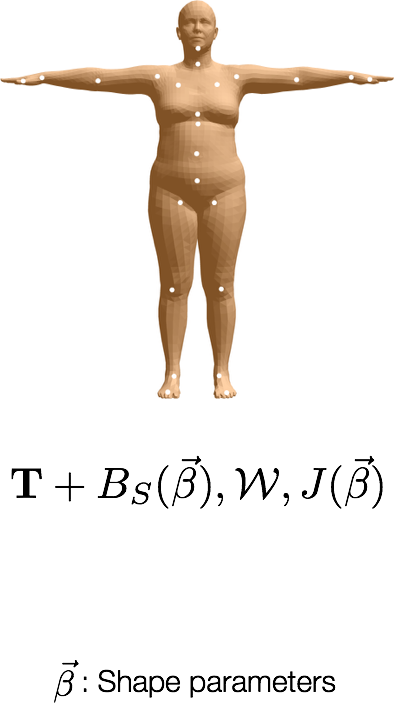 T + B_S(β⃗), 𝒲, J(β⃗)
β⃗ : Shape parameters